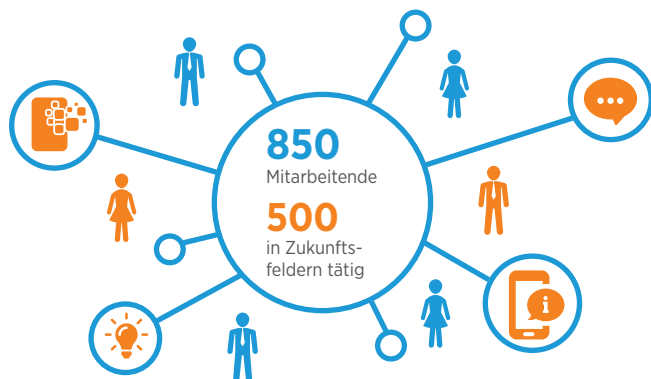 850
Mitarbeitende
500
in Zukunfts-
feldern tätig
i